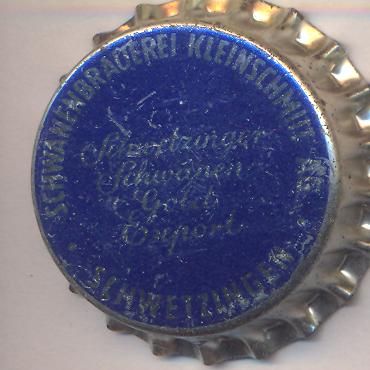 SCHWANENBRAUEREI KLEINSCHMITT KG
Schwetzinger
Schwanen
Gold
Export
SCHWETZINGEN